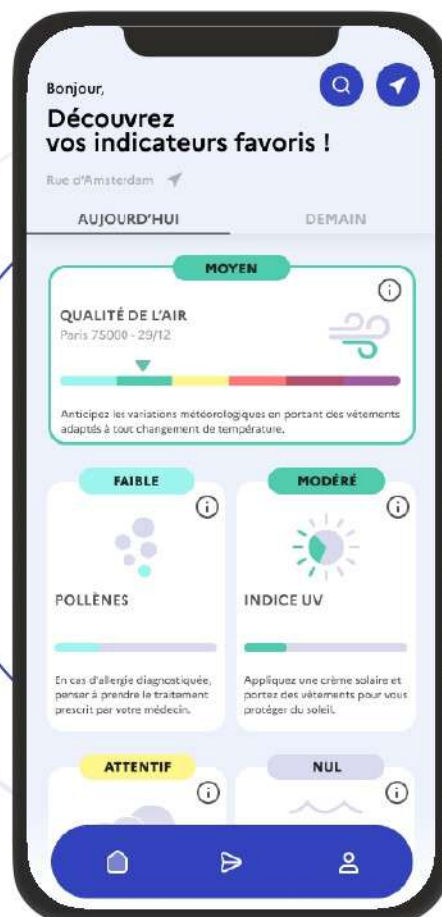 Bonjour,
Découvrez
vos indicateurs favoris !
Rue d'Amsterdam
AUJOURD'HUI
DEMAIN
MOYEN
QUALITÉ DE L'AIR
Paris 75000 - 29/12
Anticipez les variations météorologiques en portant des vêtements
adaptés à tout changement de température.
FAIBLE
POLLÈNES
En cas d'allergie diagnostiquée,
penser à prendre le traitement
prescrit par votre médecin.
MODÉRÉ
INDICE UV
Appliquez une crème solaire et
portez des vêtements pour vous
protéger du soleil.
ATTENTIF
NUL